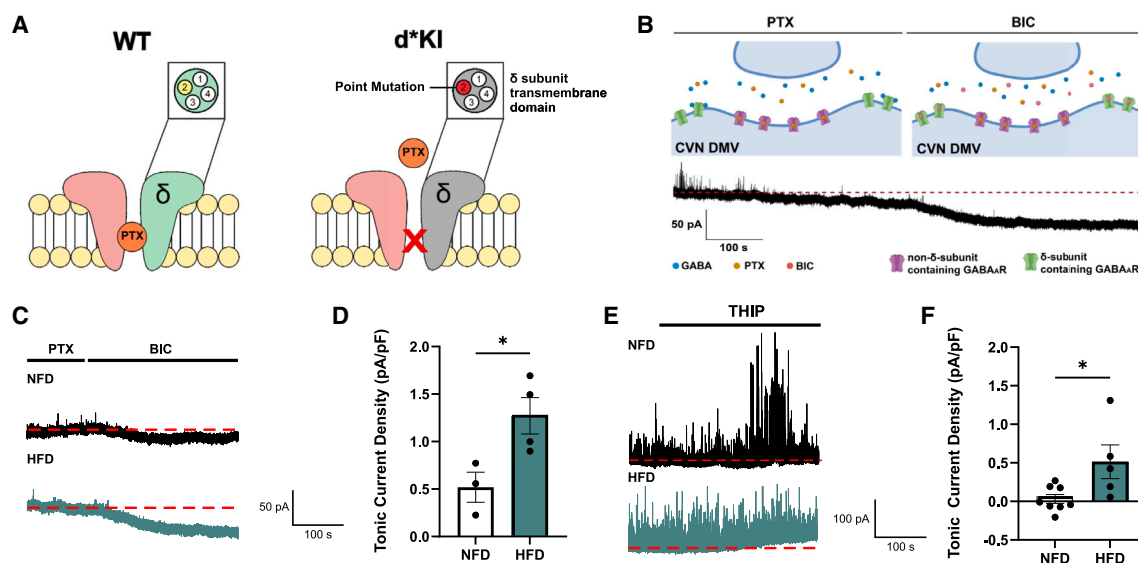 A
WT
d*KI
1
2
3
4
Point Mutation
1
2
3
4
δ subunit
transmembrane
domain
PTX
δ
PTX
δ
X
B
PTX
BIC
CVN DMV
CVN DMV
50 pA
100 s
GABA
PTX
BIC
non-δ-subunit
containing GABAAR
δ-subunit
containing GABAAR
C
PTX
BIC
NFD
HFD
50 pA
100 s
D
Tonic Current Density (pA/pF)
2.0
1.5
1.0
0.5
0.0
*
NFD
HFD
E
THIP
NFD
HFD
100 pA
100 s
F
Tonic Current Density (pA/pF)
2.0
1.5
1.0
0.5
0.0
-0.5
*
NFD
HFD